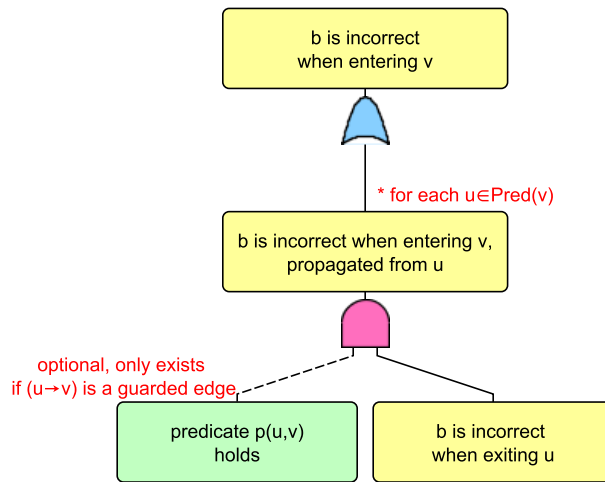 b is incorrect
when entering v
* for each u∈Pred(v)
b is incorrect when entering v,
propagated from u
optional, only exists
if (u→v) is a guarded edge
predicate p(u,v)
holds
b is incorrect
when exiting u